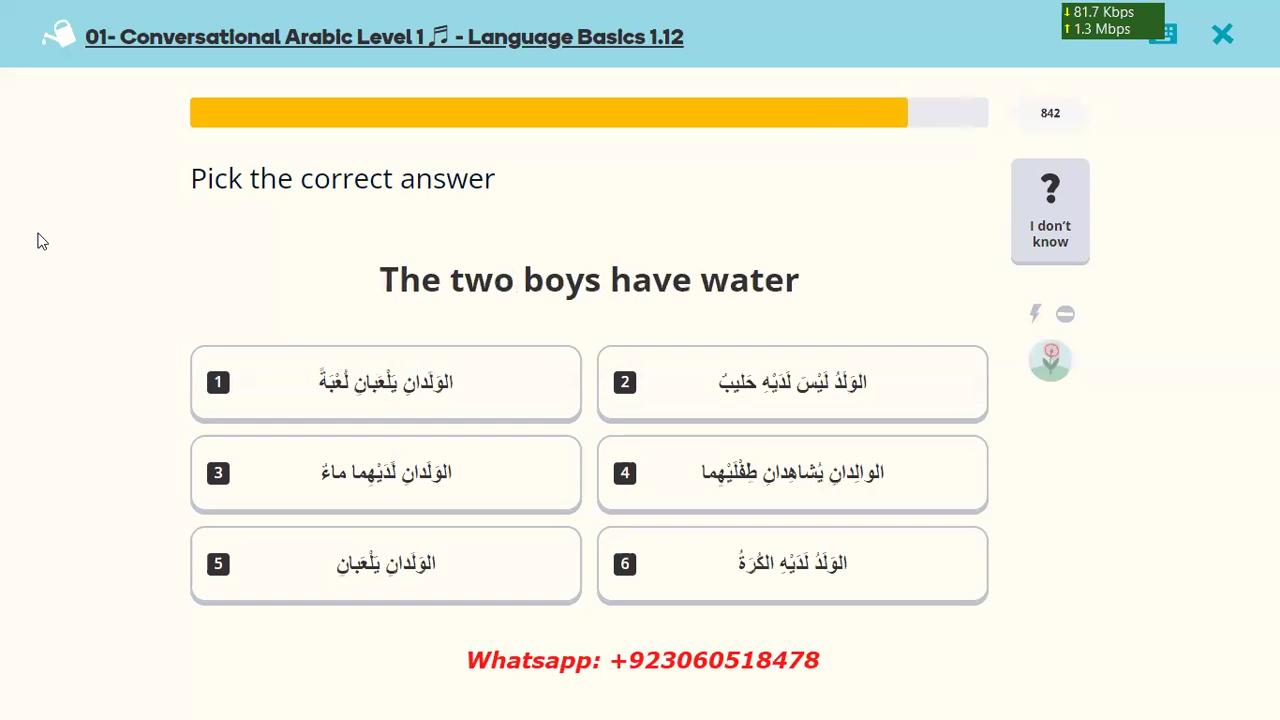 01- Conversational Arabic Level 1 🎵 - Language Basics 1.12
↓ 81.7 Kbps
↑ 1.3 Mbps
842
Pick the correct answer
?
I don't
know
The two boys have water
1 الوَلَدانِ يَلْعَبانِ لُعْبَةً
2 الوَلَدُ لَيْسَ لَدَيْهِ حَليبٌ
3 الوَلَدانِ لَدَيْهِما ماءٌ
4 الوالِدانِ يُشاهِدانِ طِفْلَيْهِما
5 الوَلَدانِ يَلْعَبانِ
6 الوَلَدُ لَدَيْهِ الكُرَةُ
Whatsapp: +923060518478